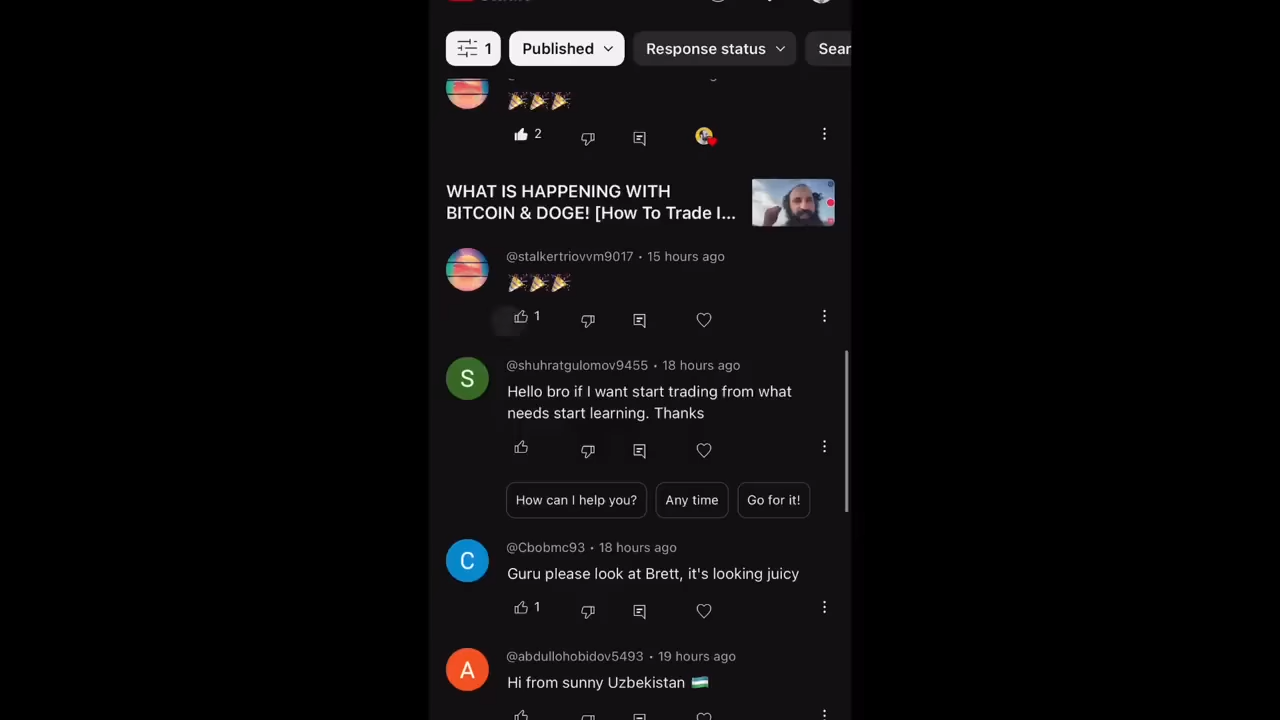 1
Published
Response status
Sear
🎉🎉🎉
2
WHAT IS HAPPENING WITH
BITCOIN & DOGE! [How To Trade I...
@stalkertriovvm9017 • 15 hours ago
🎉🎉🎉
1
S
@shuhratgulomov9455 • 18 hours ago
Hello bro if I want start trading from what
needs start learning. Thanks
How can I help you?
Any time
Go for it!
C
@Cbobmc93 • 18 hours ago
Guru please look at Brett, it's looking juicy
1
A
@abdullohobidov5493 • 19 hours ago
Hi from sunny Uzbekistan 🇺🇿